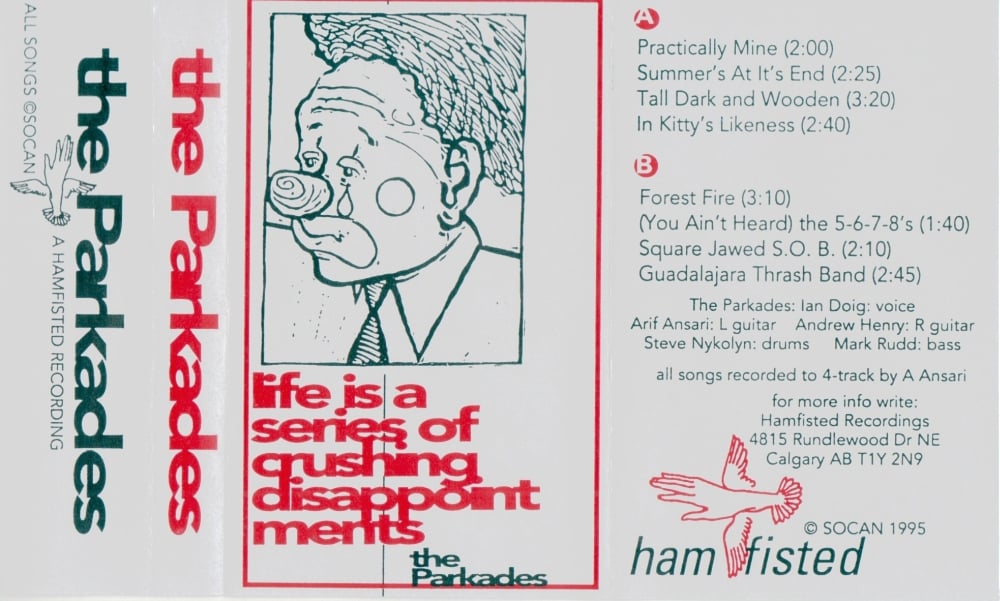 ALL SONGS ©SOCAN
A HAMFISTED RECORDING
the Parkades
the Parkades
life is a
series of
crushing
disappoint
ments
the
Parkades
A
Practically Mine (2:00)
Summer's At It's End (2:25)
Tall Dark and Wooden (3:20)
In Kitty's Likeness (2:40)
B
Forest Fire (3:10)
(You Ain't Heard) the 5-6-7-8's (1:40)
Square Jawed S.O. B. (2:10)
Guadalajara Thrash Band (2:45)
The Parkades: Ian Doig: voice
Arif Ansari: L guitar Andrew Henry: R guitar
Steve Nykolyn: drums Mark Rudd: bass
all songs recorded to 4-track by A Ansari
for more info write:
Hamfisted Recordings
4815 Rundlewood Dr NE
Calgary AB T1Y 2N9
© SOCAN 1995
ham fisted